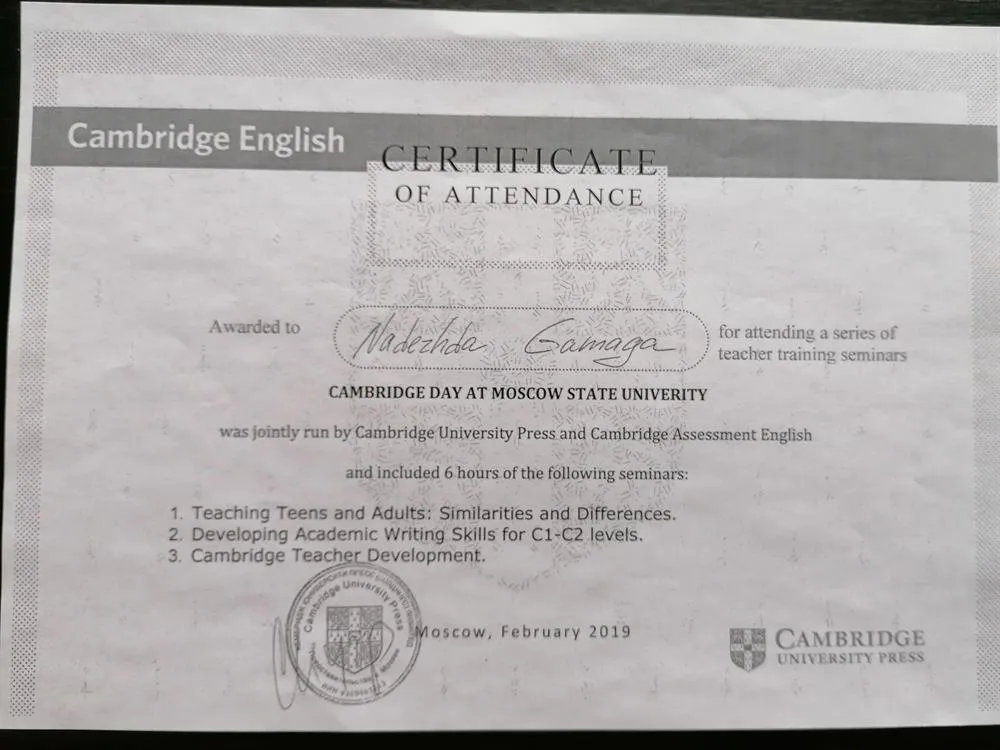 Cambridge English
CERTIFICATE
OF ATTENDANCE
Awarded to
Nadezhda Gamaga
for attending a series of
teacher training seminars
CAMBRIDGE DAY AT MOSCOW STATE UNIVERITY
was jointly run by Cambridge University Press and Cambridge Assessment English
and included 6 hours of the following seminars:
1. Teaching Teens and Adults: Similarities and Differences.
2. Developing Academic Writing Skills for C1-C2 levels.
3. Cambridge Teacher Development.
Cambridge University Press
Moscow, February 2019
CAMBRIDGE
UNIVERSITY PRESS